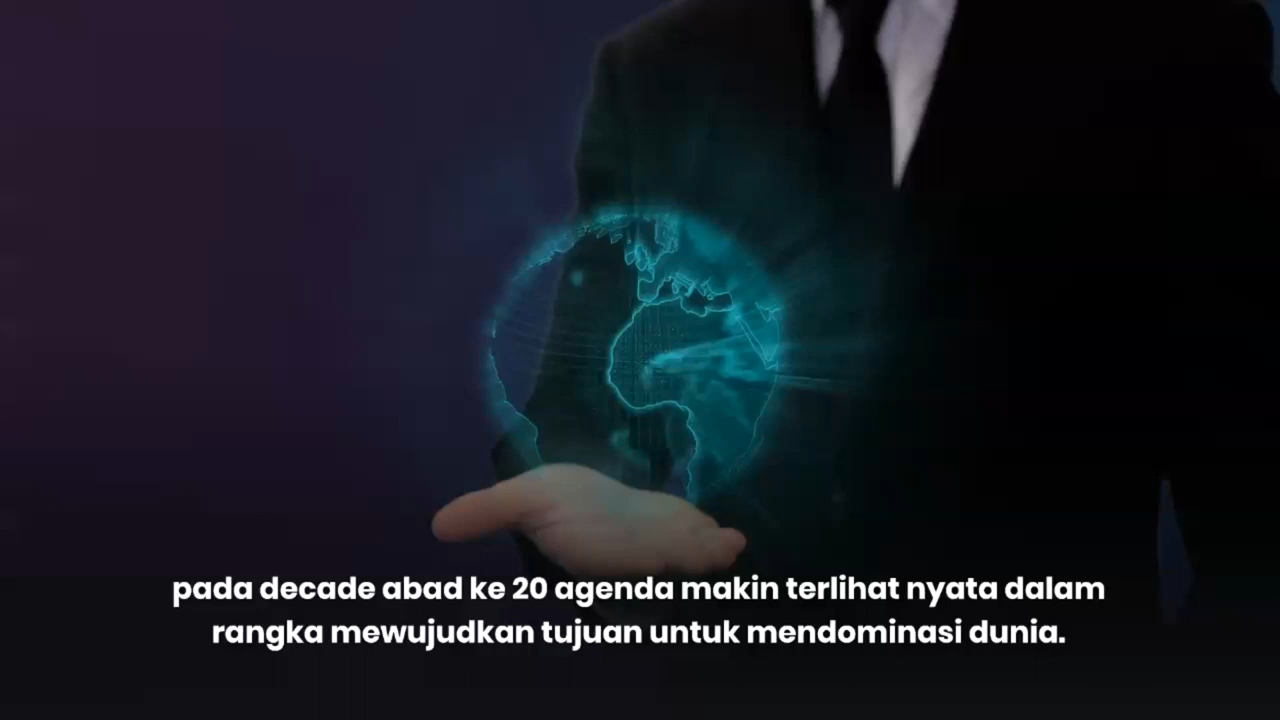 pada decade abad ke 20 agenda makin terlihat nyata dalam
rangka mewujudkan tujuan untuk mendominasi dunia.